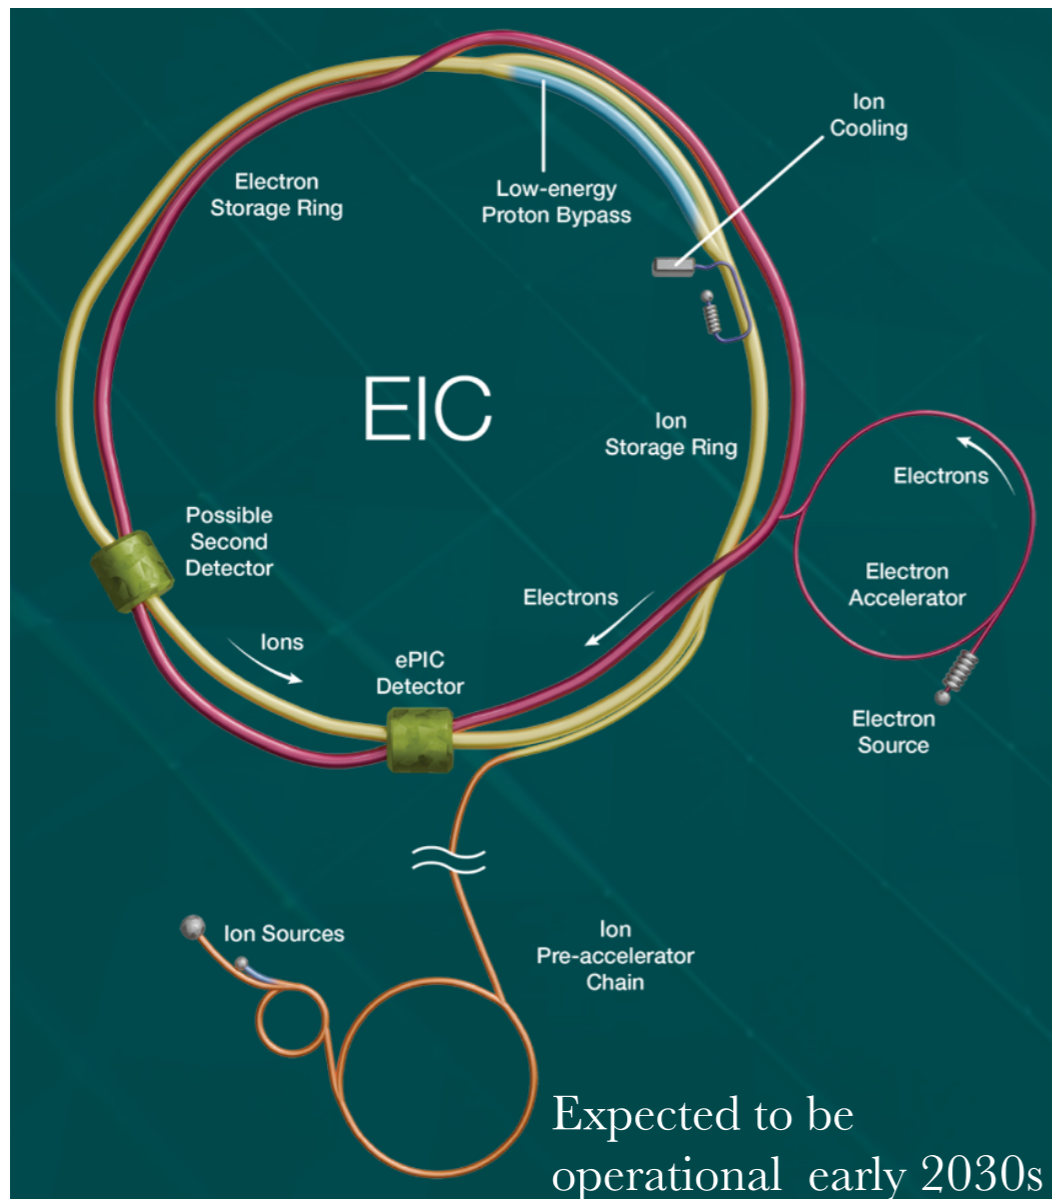 Ion
Cooling
Electron
Storage Ring
Low-energy
Proton Bypass
EIC
Ion
Storage Ring
Electrons
Possible
Second
Detector
Electron
Accelerator
Electrons
Ions
ePIC
Detector
Electron
Source
Ion Sources
Ion
Pre-accelerator
Chain
Expected to be
operational early 2030s